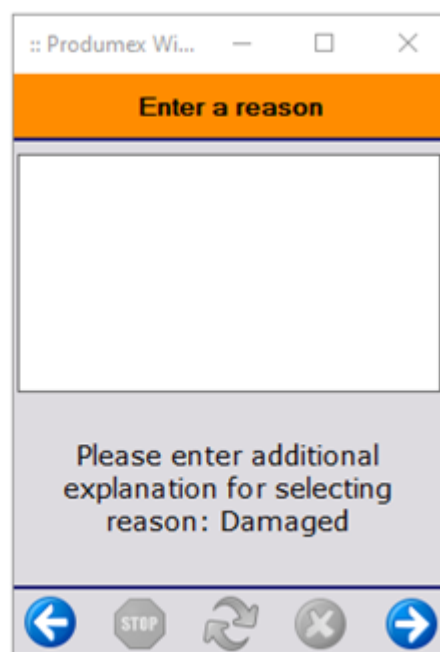 :: Produmex Wi...
Enter a reason
Please enter additional
explanation for selecting
reason: Damaged
STOP